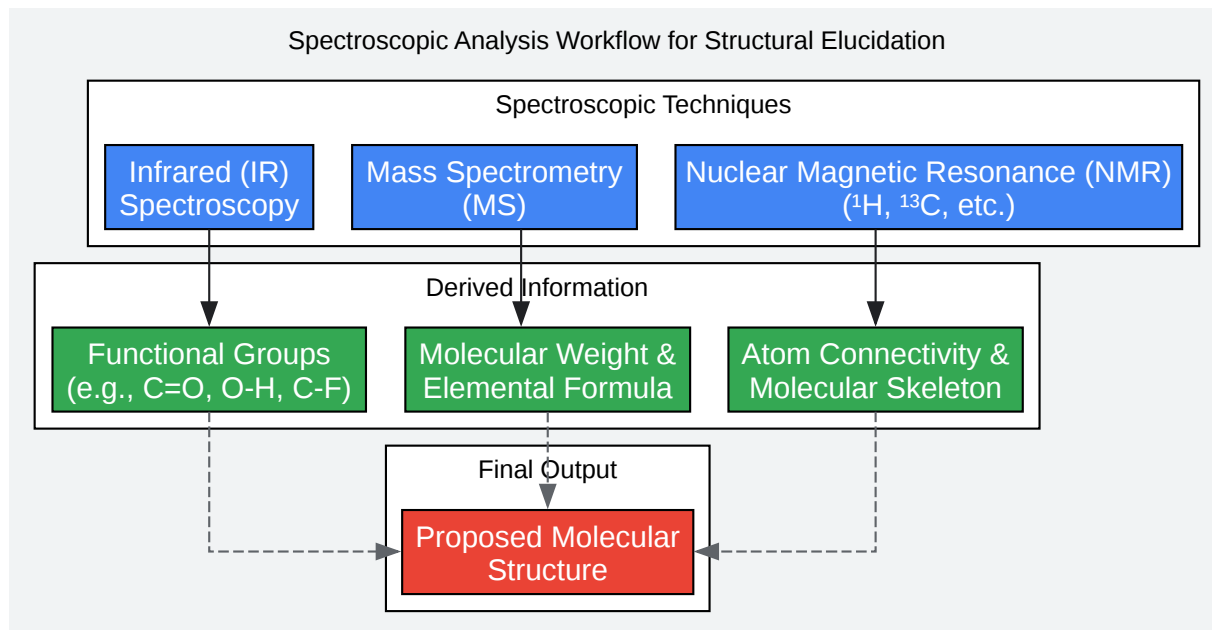 Spectroscopic Analysis Workflow for Structural Elucidation
Spectroscopic Techniques
Infrared (IR)
Spectroscopy
Mass Spectrometry
(MS)
Nuclear Magnetic Resonance (NMR)
(¹H, ¹³C, etc.)
Derived Information
Functional Groups
(e.g., C=O, O-H, C-F)
Molecular Weight &
Elemental Formula
Atom Connectivity &
Molecular Skeleton
Final Output
Proposed Molecular
Structure